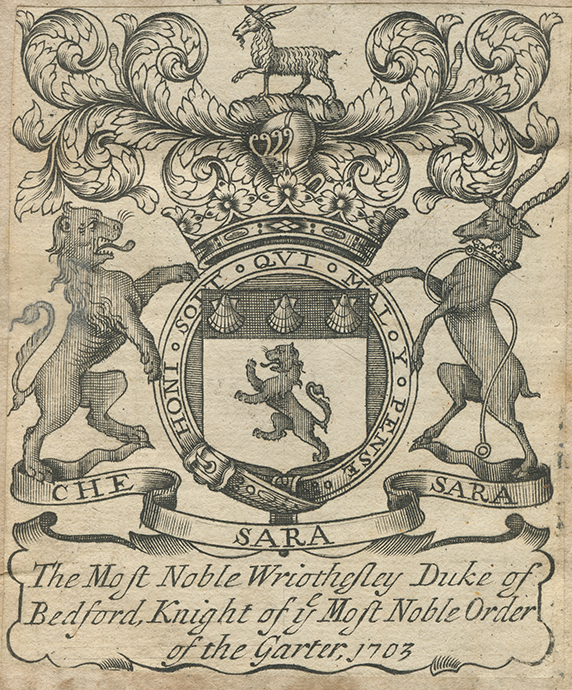 HONI · SOIT · QVI · MAL · Y · PENSE
CHE SARA SARA
The Moſt Noble Wriotheſley Duke of
Bedford, Knight of yᵉ Moſt Noble Order
of the Garter, 1703